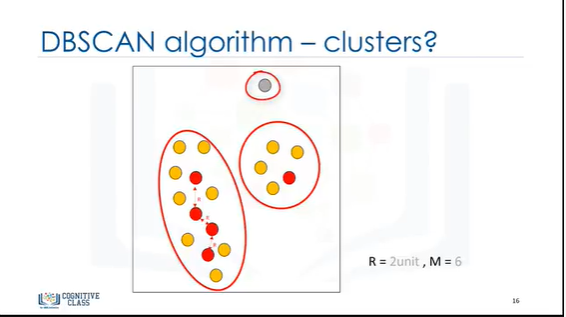 DBSCAN algorithm – clusters?
R
R
R
R = 2unit , M = 6
COGNITIVE
CLASS
16